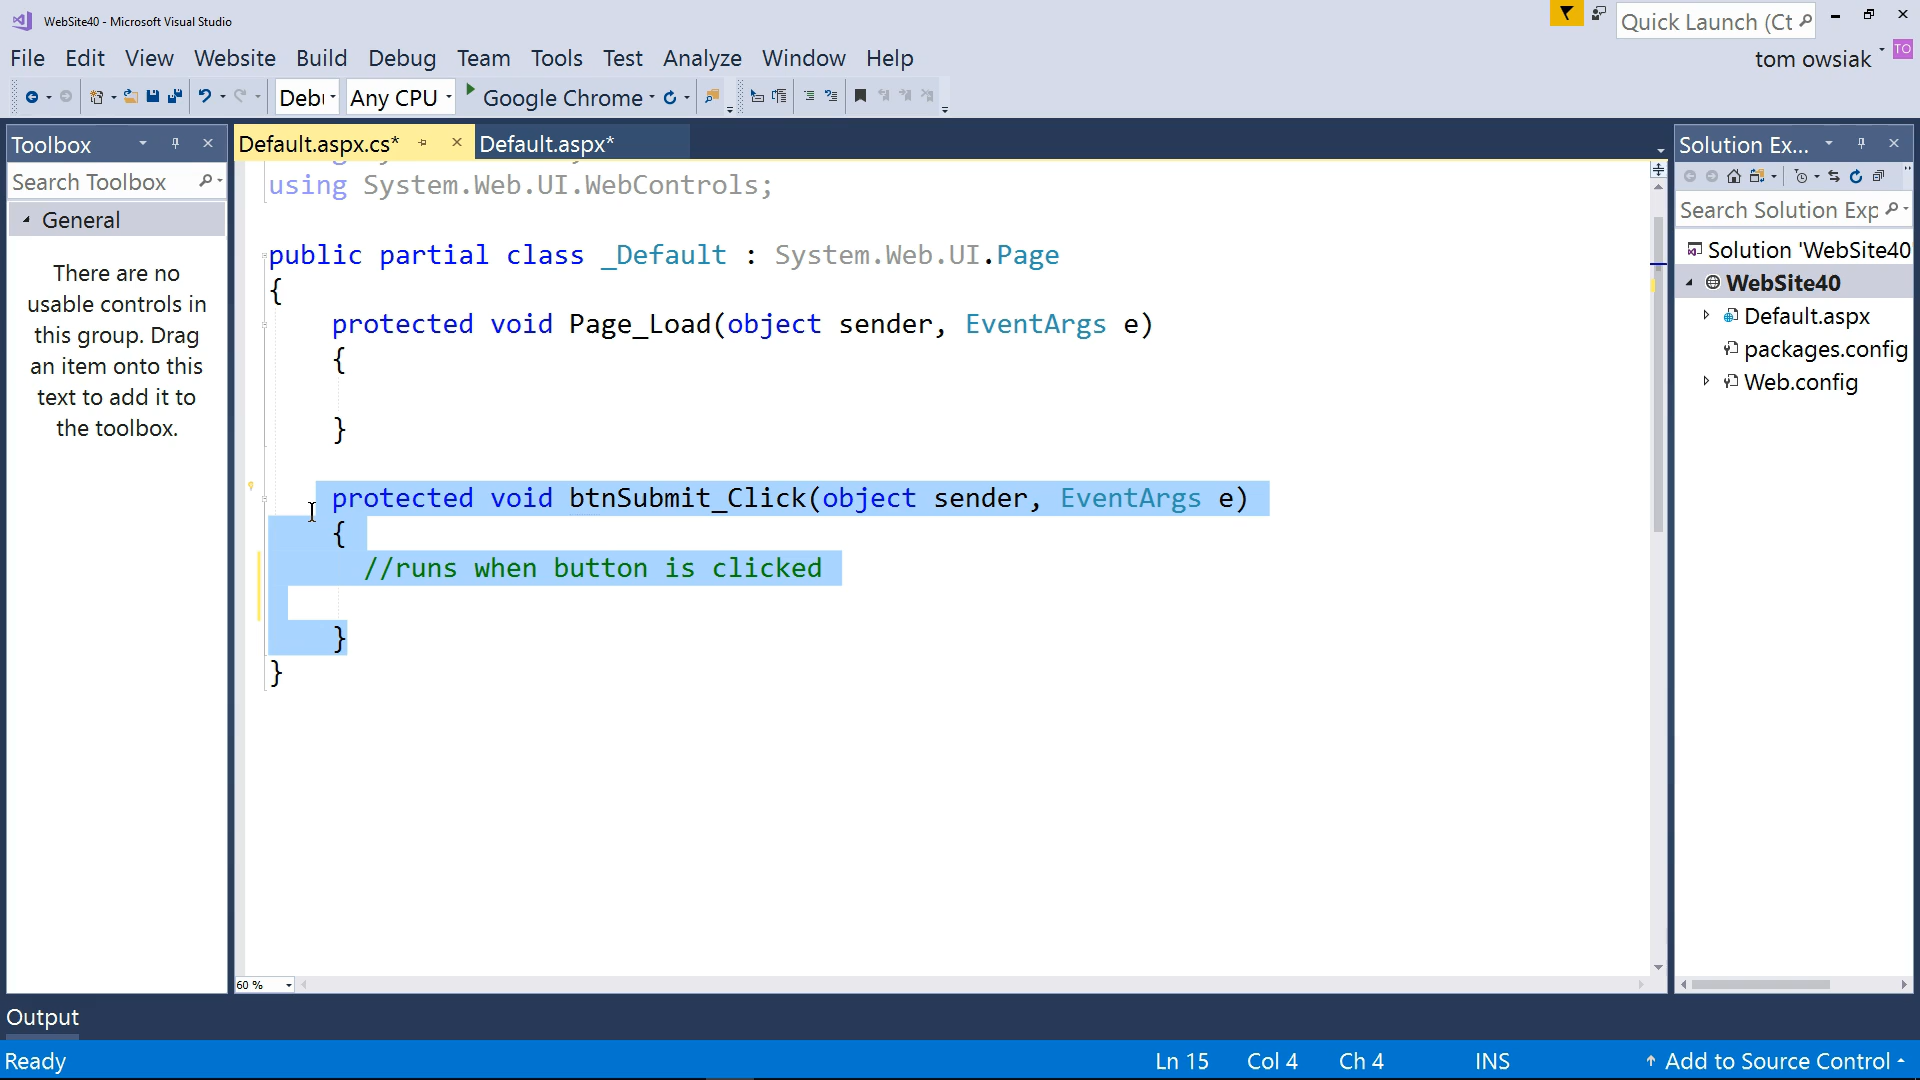 WebSite40 - Microsoft Visual Studio
Quick Launch (Ct
File Edit View Website Build Debug Team Tools Test Analyze Window Help
tom owsiak
TO
Any CPU
Google Chrome
Toolbox
Default.aspx.cs*
Default.aspx*
Solution Ex...
Search Toolbox
using System.Web.UI.WebControls;
Search Solution Exp
General
There are no
usable controls in
this group. Drag
an item onto this
text to add it to
the toolbox.
public partial class _Default : System.Web.UI.Page
{
protected void Page_Load(object sender, EventArgs e)
{
}
protected void btnSubmit_Click(object sender, EventArgs e)
{
//runs when button is clicked
}
}
Solution 'WebSite40
WebSite40
Default.aspx
packages.config
Web.config
60 %
Output
Ready
Ln 15
Col 4
Ch 4
INS
Add to Source Control